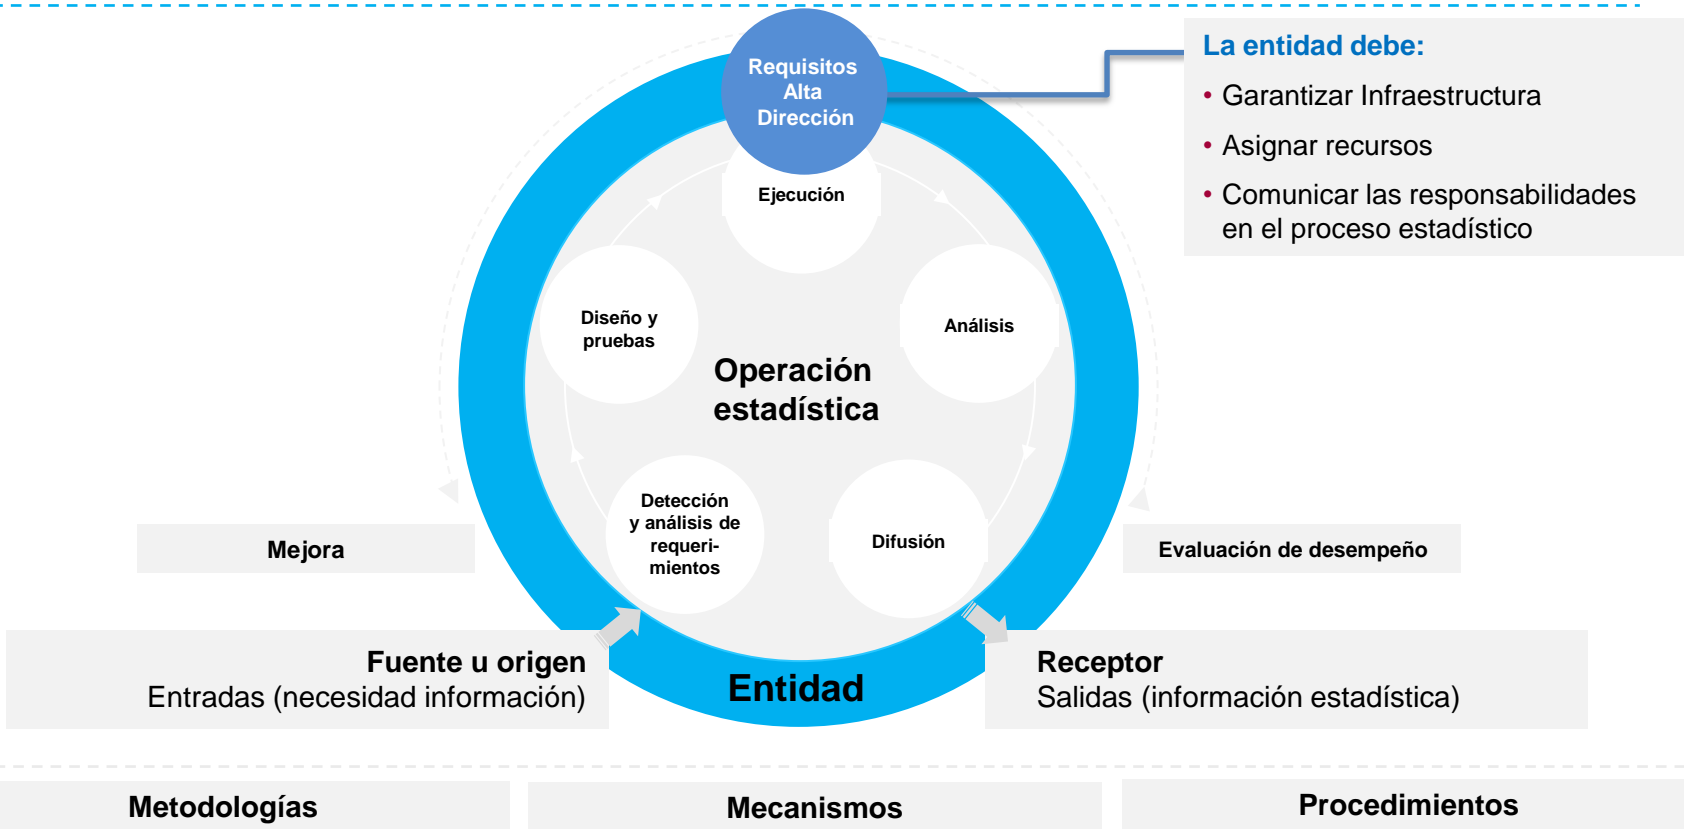 Requisitos
Alta
Dirección
La entidad debe:
• Garantizar Infraestructura
• Asignar recursos
• Comunicar las responsabilidades
en el proceso estadístico
Ejecución
Diseño y
pruebas
Análisis
Operación
estadística
Detección
y análisis de
requeri-
mientos
Difusión
Mejora
Evaluación de desempeño
Fuente u origen
Entradas (necesidad información)
Entidad
Receptor
Salidas (información estadística)
Metodologías
Mecanismos
Procedimientos